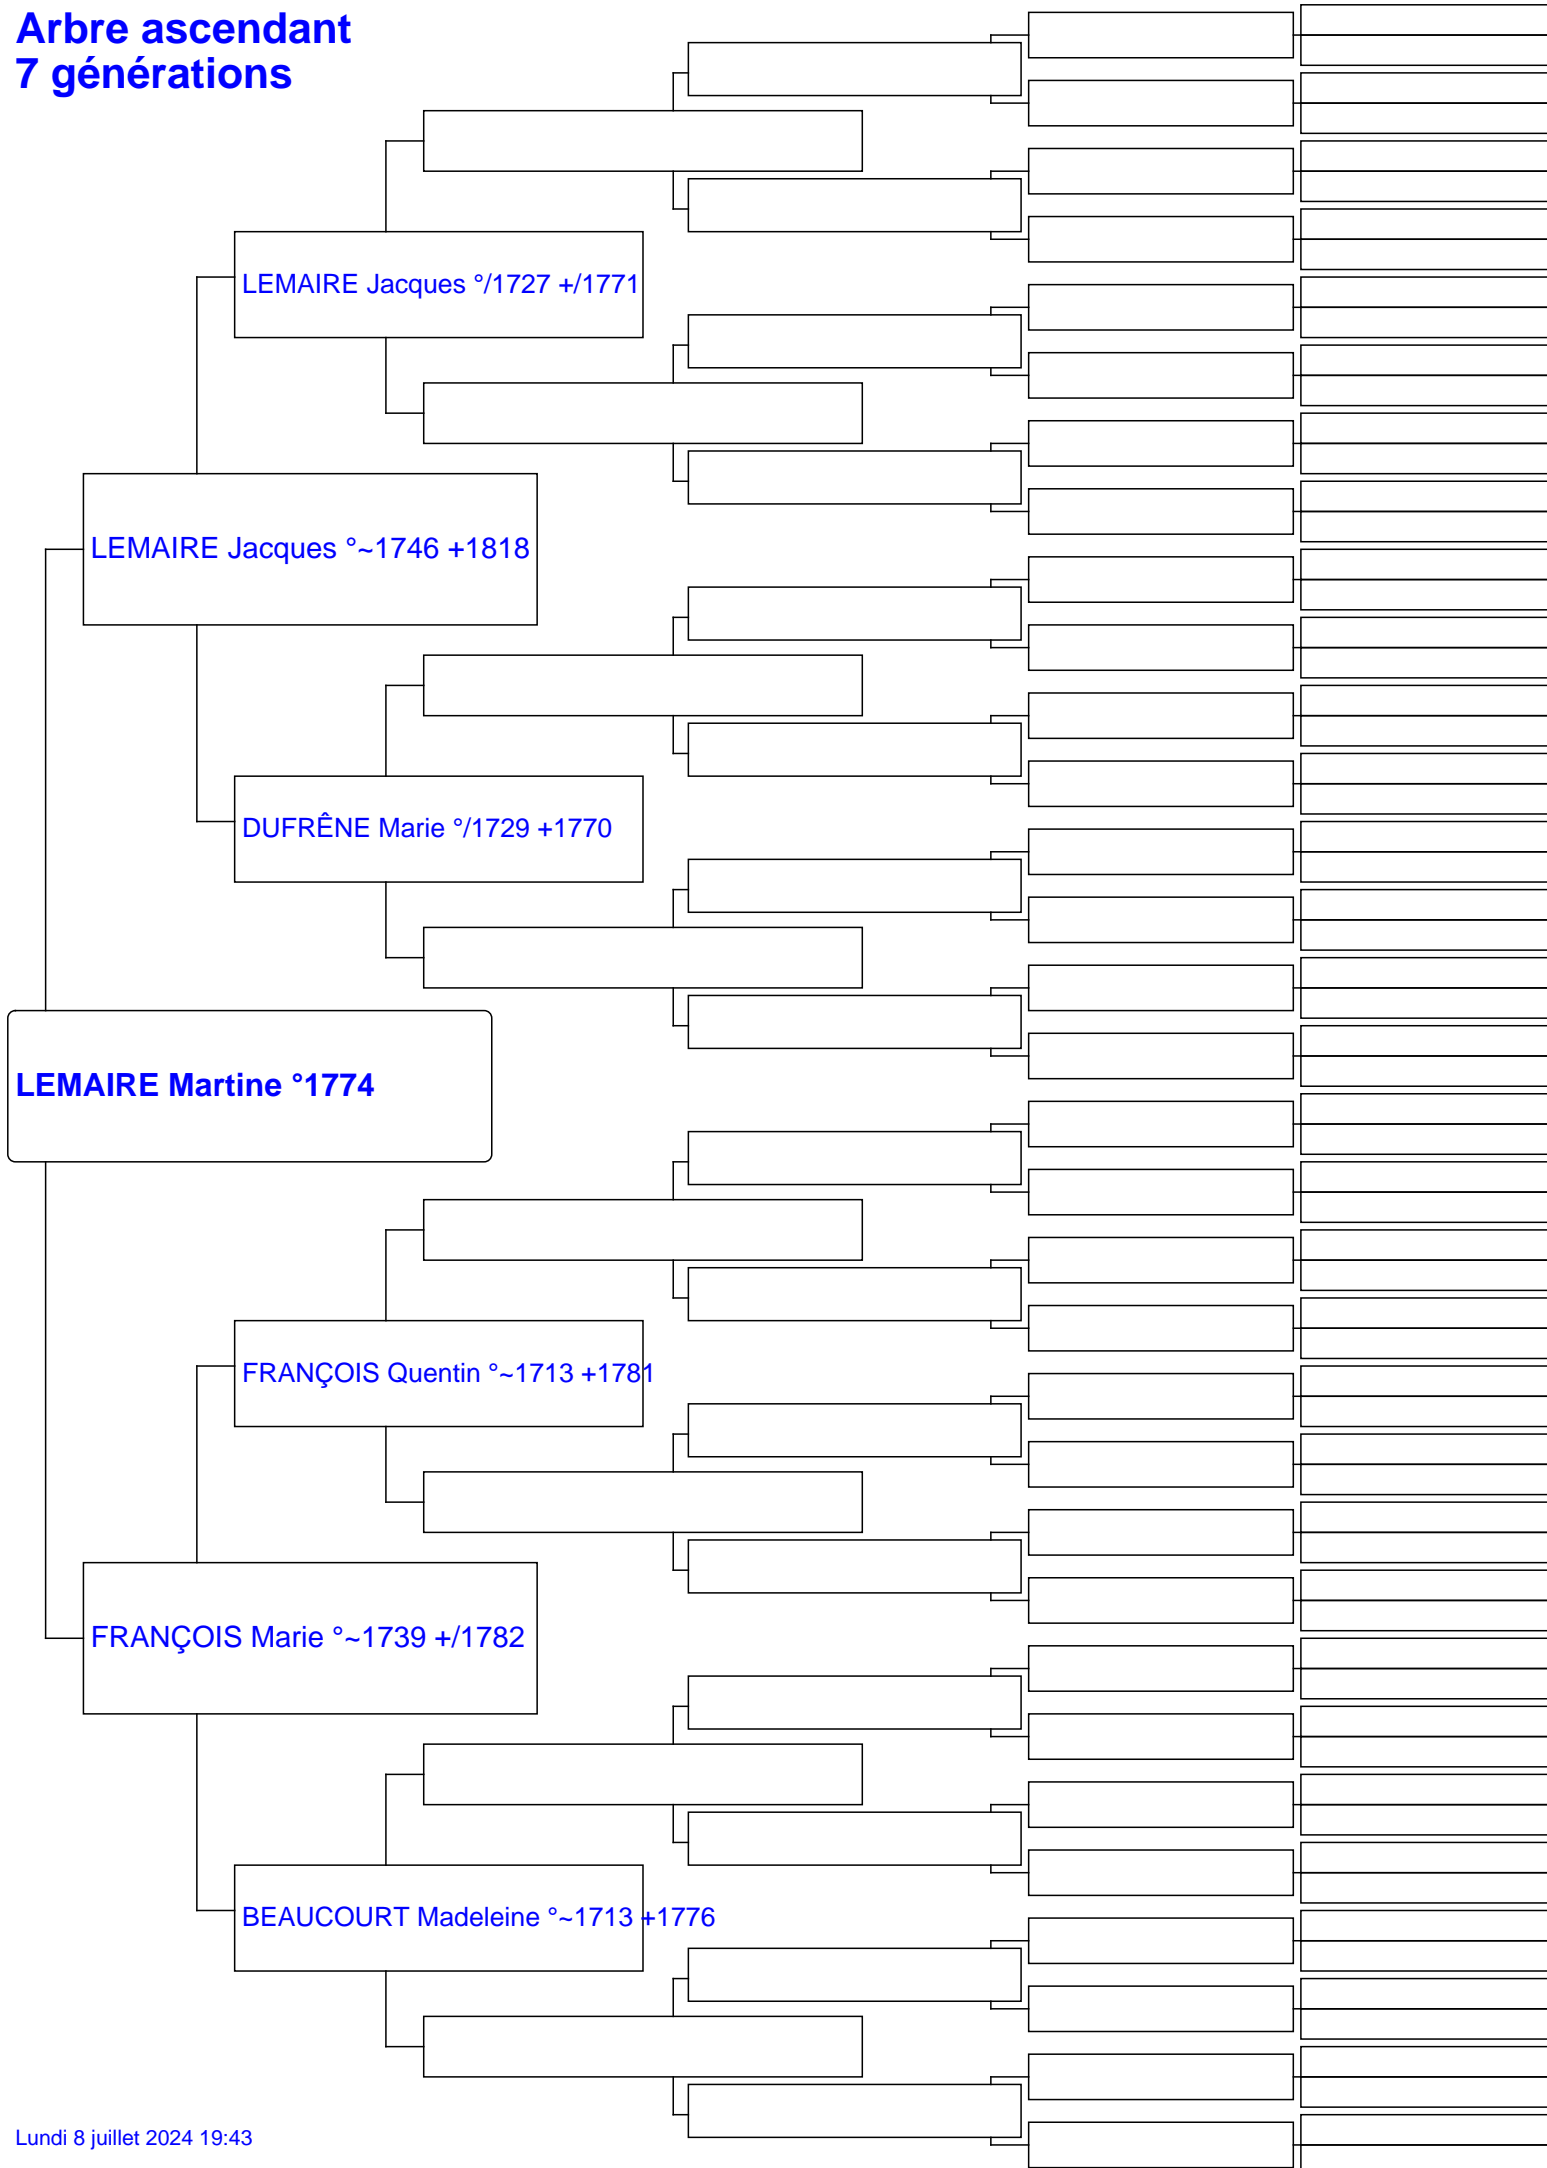 Arbre ascendant
7 générations
LEMAIRE Jacques °/1727 +/1771
LEMAIRE Jacques °~1746 +1818
DUFRÊNE Marie °/1729 +1770
LEMAIRE Martine °1774
FRANÇOIS Quentin °~1713 +1781
FRANÇOIS Marie °~1739 +/1782
BEAUCOURT Madeleine °~1713 +1776
Lundi 8 juillet 2024 19:43